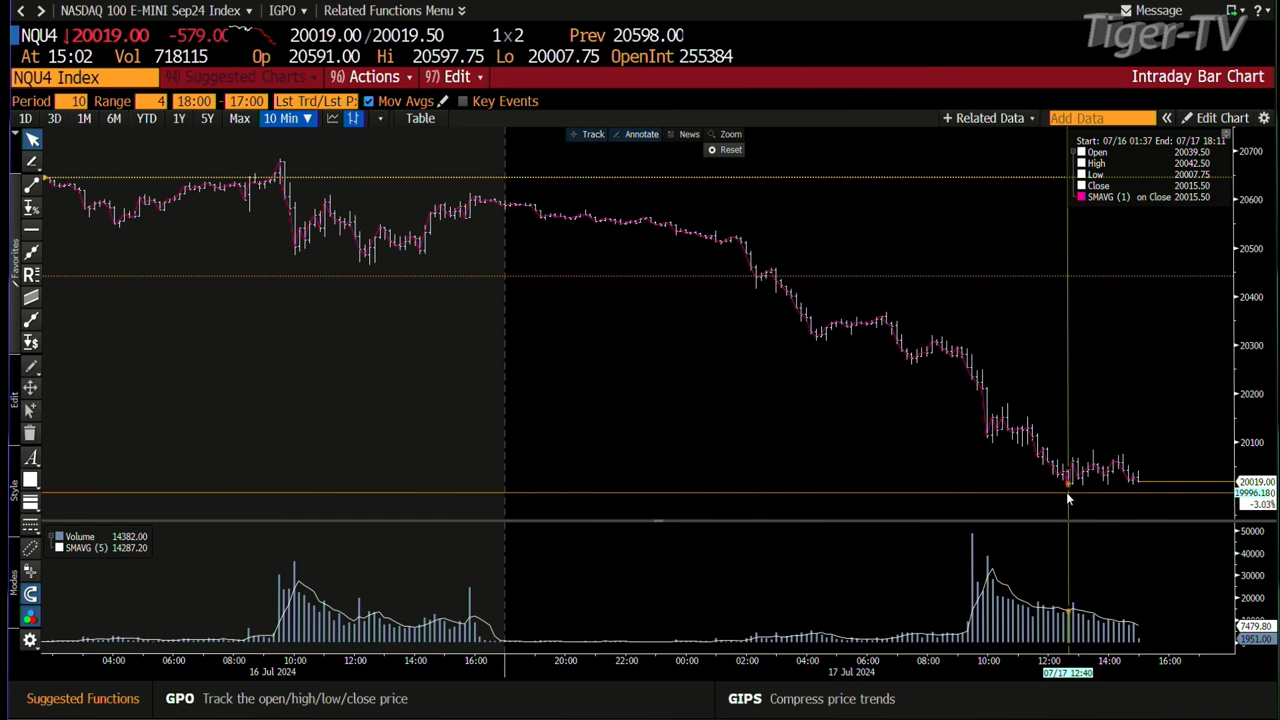 NASDAQ 100 E-MINI Sep24 Index IGPO Related Functions Menu Message
Tiger-TV
NQU4 ↓20019.00 -579.00 20019.00/20019.50 1x2 Prev 20598.00
At 15:02 Vol 718115 Op 20591.00 Hi 20597.75 Lo 20007.75 OpenInt 255384
NQU4 Index 94) Suggested Charts 96) Actions 97) Edit Intraday Bar Chart
Period 10 Range 4 18:00 - 17:00 Lst Trd/Lst P: Mov Avgs Key Events
1D 3D 1M 6M YTD 1Y 5Y Max 10 Min ▼ Table + Related Data Add Data « Edit Chart
Track Annotate News Zoom
Reset
Start: 07/16 01:37 End: 07/17 18:11
Open 20039.50
High 20042.50
Low 20007.75
Close 20015.50
SMAVG (1) on Close 20015.50
20700
20600
20500
20400
20300
20200
20100
20019.00
19996.18
-3.03%
Favorites
Edit
Style
Modes
Volume 14382.00
SMAVG (5) 14287.20
50000
40000
30000
20000
7479.80
1951.00
04:00 06:00 08:00 10:00 12:00 14:00 16:00 20:00 22:00 00:00 02:00 04:00 06:00 08:00 10:00 12:00 14:00 16:00
16 Jul 2024 17 Jul 2024 07/17 12:40
Suggested Functions GPO Track the open/high/low/close price GIPS Compress price trends